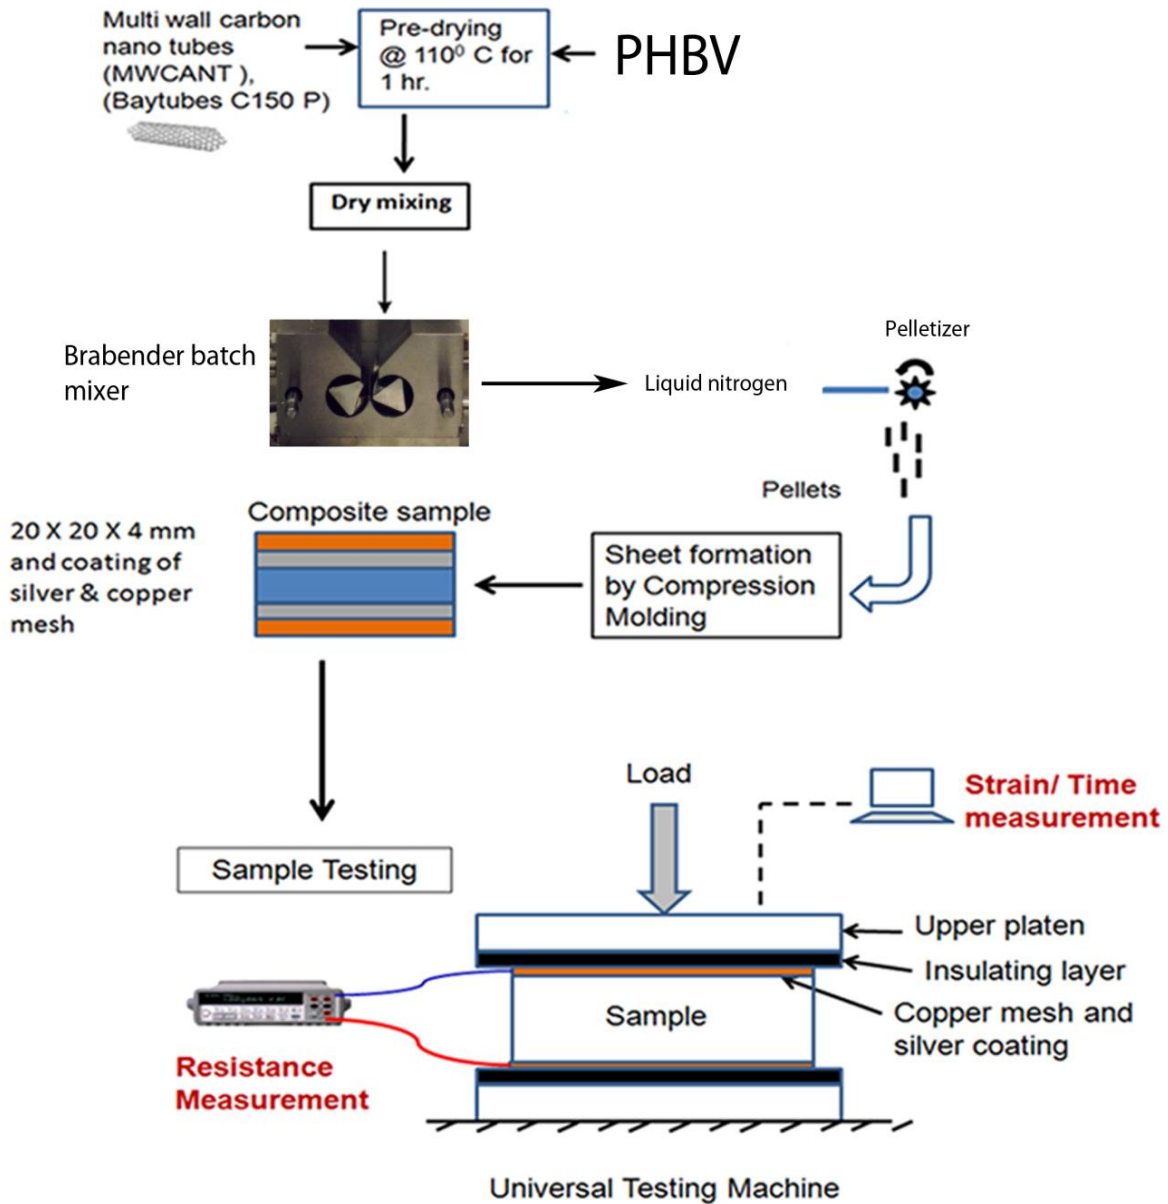 Multi wall carbon
nano tubes
(MWCANT ),
(Baytubes C150 P)
Pre-drying
@ 110⁰ C for
1 hr.
PHBV
Dry mixing
Brabender batch
mixer
Liquid nitrogen
Pelletizer
Pellets
Sheet formation
by Compression
Molding
Composite sample
20 X 20 X 4 mm
and coating of
silver & copper
mesh
Sample Testing
Load
Strain/ Time
measurement
Upper platen
Insulating layer
Copper mesh and
silver coating
Sample
Resistance
Measurement
Universal Testing Machine